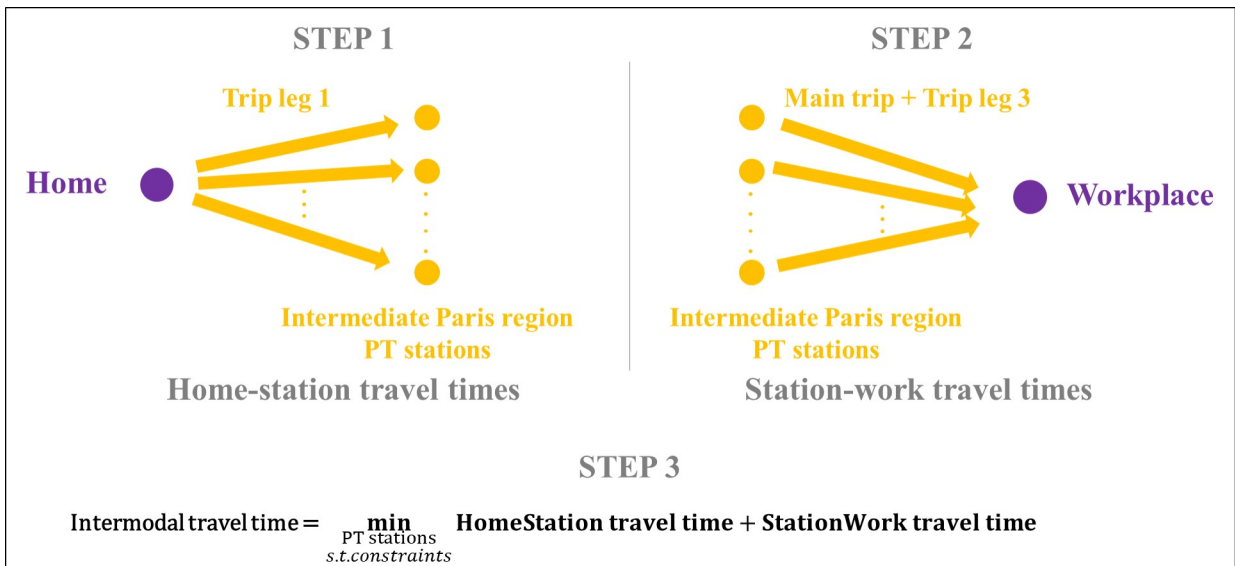 STEP 1
Trip leg 1
Home
Intermediate Paris region
PT stations
Home-station travel times
STEP 2
Main trip + Trip leg 3
Workplace
Intermediate Paris region
PT stations
Station-work travel times
STEP 3
Intermodal travel time = min HomeStation travel time + StationWork travel time
PT stations
s.t.constraints